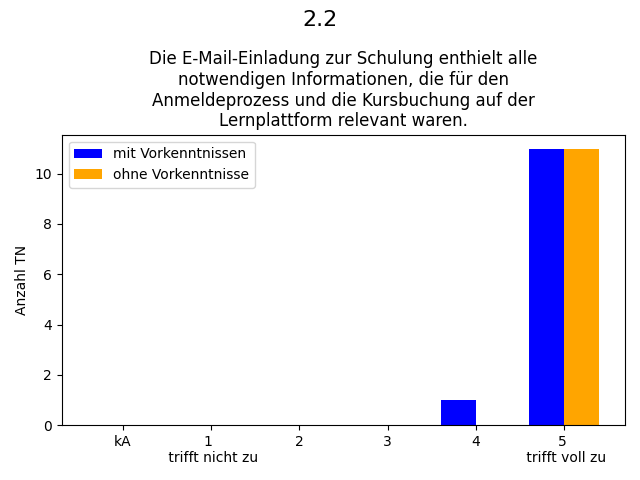 2.2
Die E-Mail-Einladung zur Schulung enthielt alle
notwendigen Informationen, die für den
Anmeldeprozess und die Kursbuchung auf der
Lernplattform relevant waren.
mit Vorkenntnissen
ohne Vorkenntnisse
Anzahl TN
10
8
6
4
2
0
kA 1 2 3 4 5
trifft nicht zu trifft voll zu